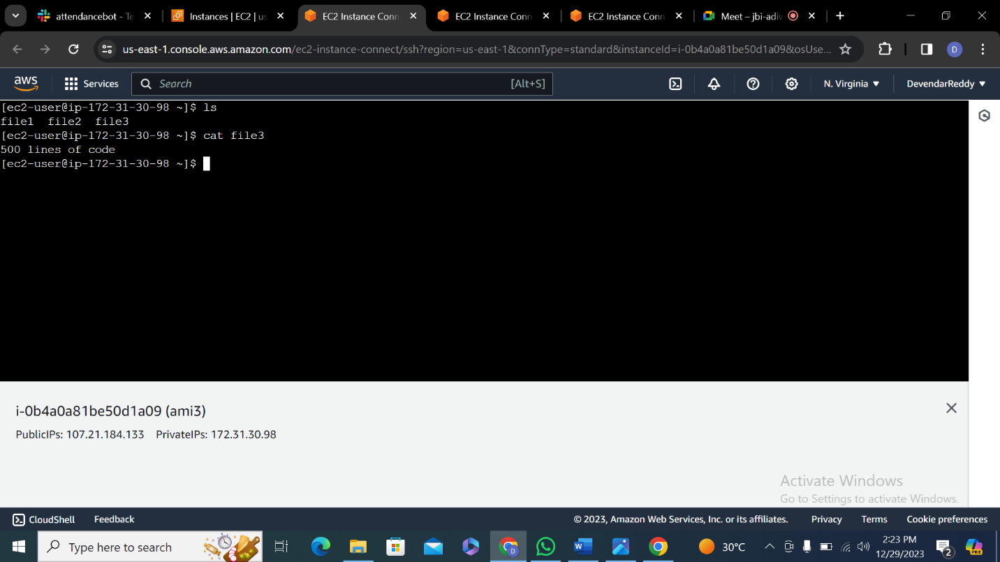 attendancebot - Te
Instances | EC2 | us
EC2 Instance Conn
EC2 Instance Conn
EC2 Instance Conn
Meet – jbi-adiv
us-east-1.console.aws.amazon.com/ec2-instance-connect/ssh?region=us-east-1&connType=standard&instanceId=i-0b4a0a81be50d1a09&osUse...
D
aws
Services
Search
[Alt+S]
N. Virginia
DevendarReddy
[ec2-user@ip-172-31-30-98 ~]$ ls
file1  file2  file3
[ec2-user@ip-172-31-30-98 ~]$ cat file3
500 lines of code
[ec2-user@ip-172-31-30-98 ~]$
i-0b4a0a81be50d1a09 (ami3)
PublicIPs: 107.21.184.133    PrivateIPs: 172.31.30.98
Activate Windows
Go to Settings to activate Windows.
CloudShell
Feedback
© 2023, Amazon Web Services, Inc. or its affiliates.
Privacy
Terms
Cookie preferences
Type here to search
D
W
30°C
2:23 PM
12/29/2023
2
PRE